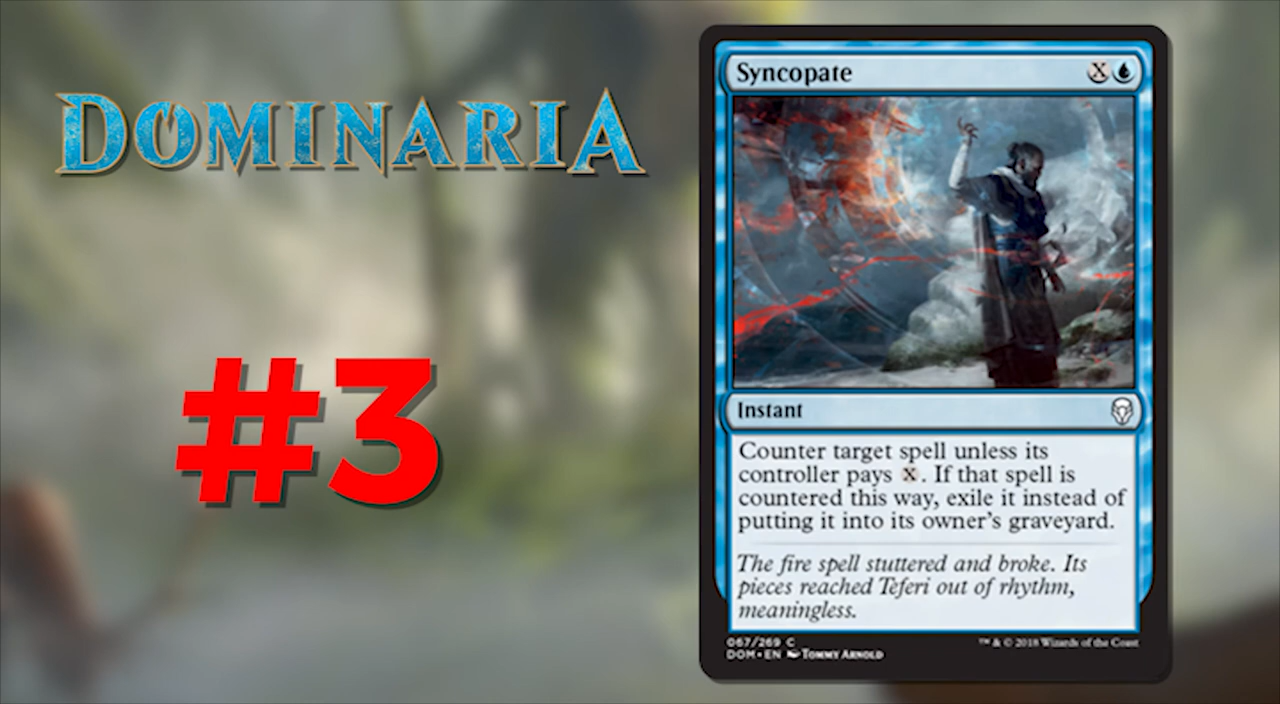 DOMINARIA
#3
Syncopate
X
Instant
Counter target spell unless its
controller pays X. If that spell is
countered this way, exile it instead of
putting it into its owner's graveyard.
The fire spell stuttered and broke. Its
pieces reached Teferi out of rhythm,
meaningless.
067/269 C
DOM • EN Tommy Arnold
™ & © 2018 Wizards of the Coast